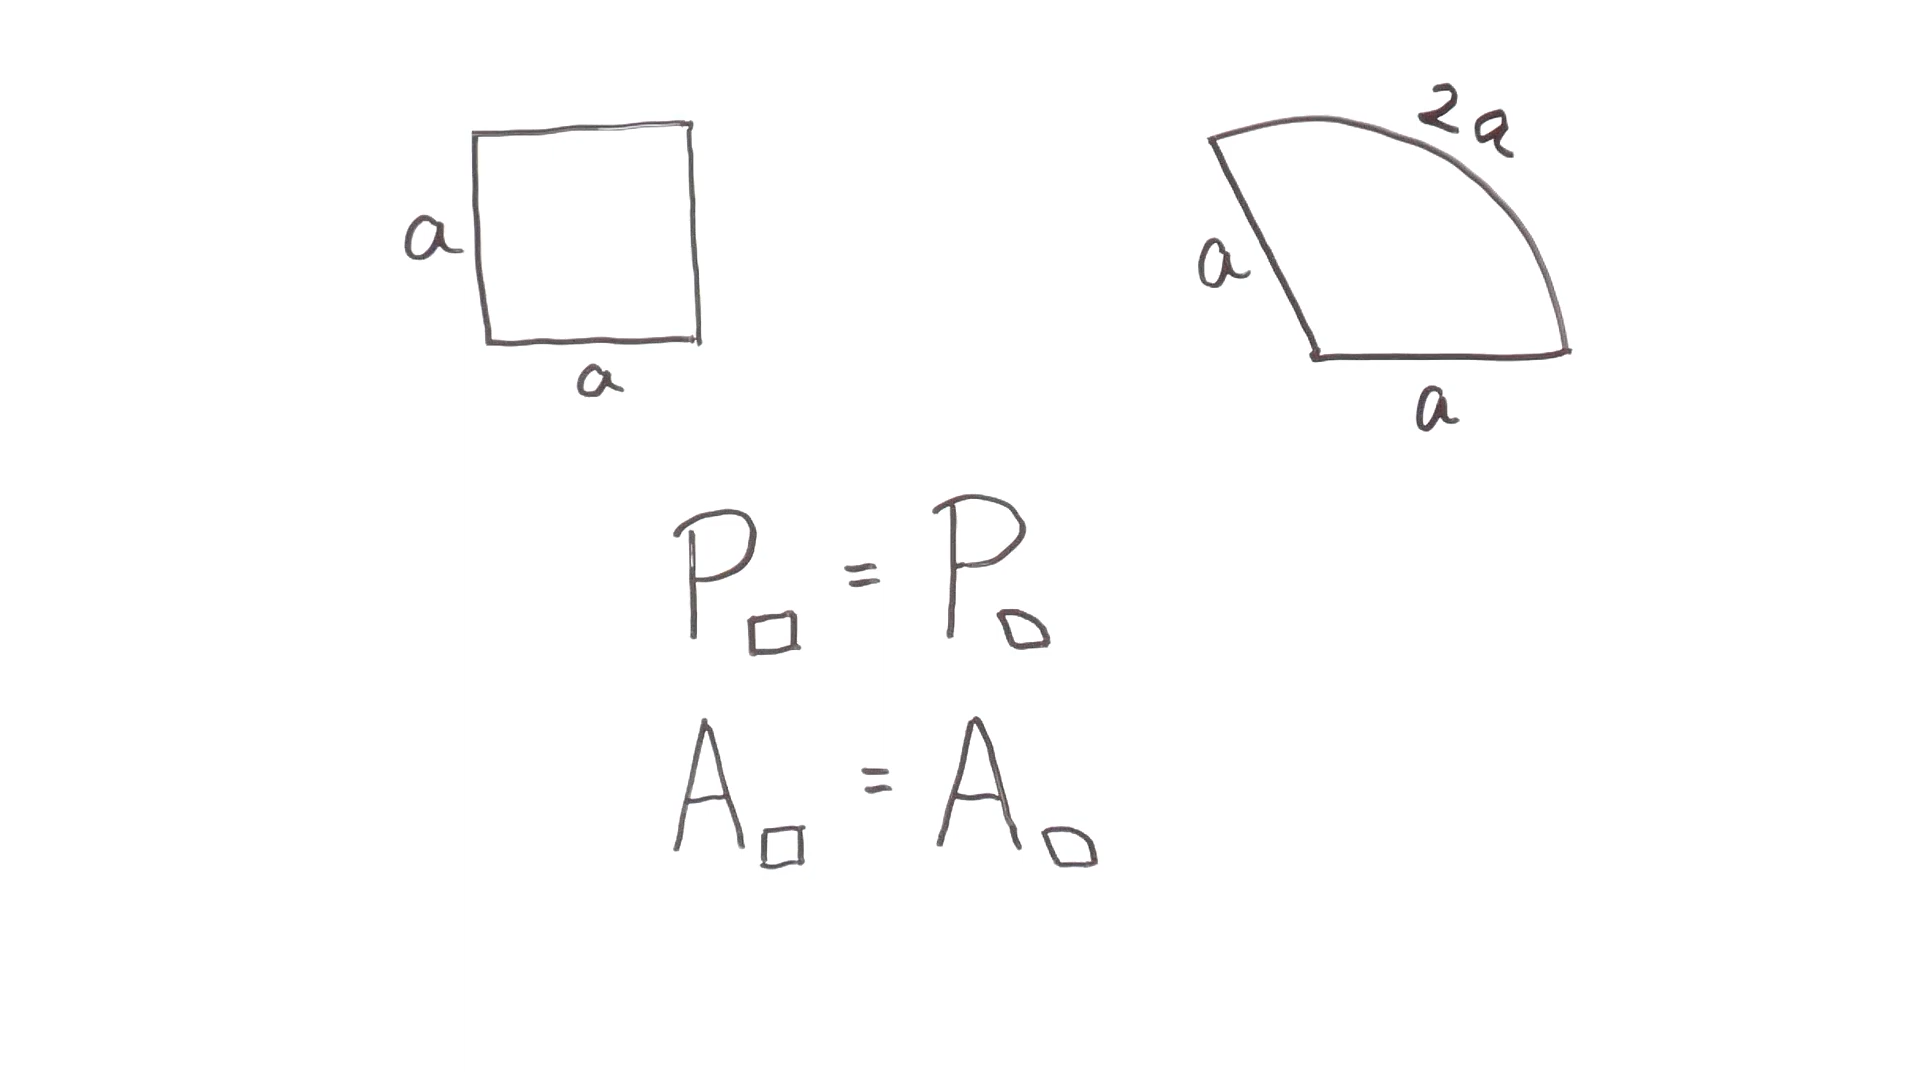 a
a
2a
a
a
P□ = P▱
A□ = A▱